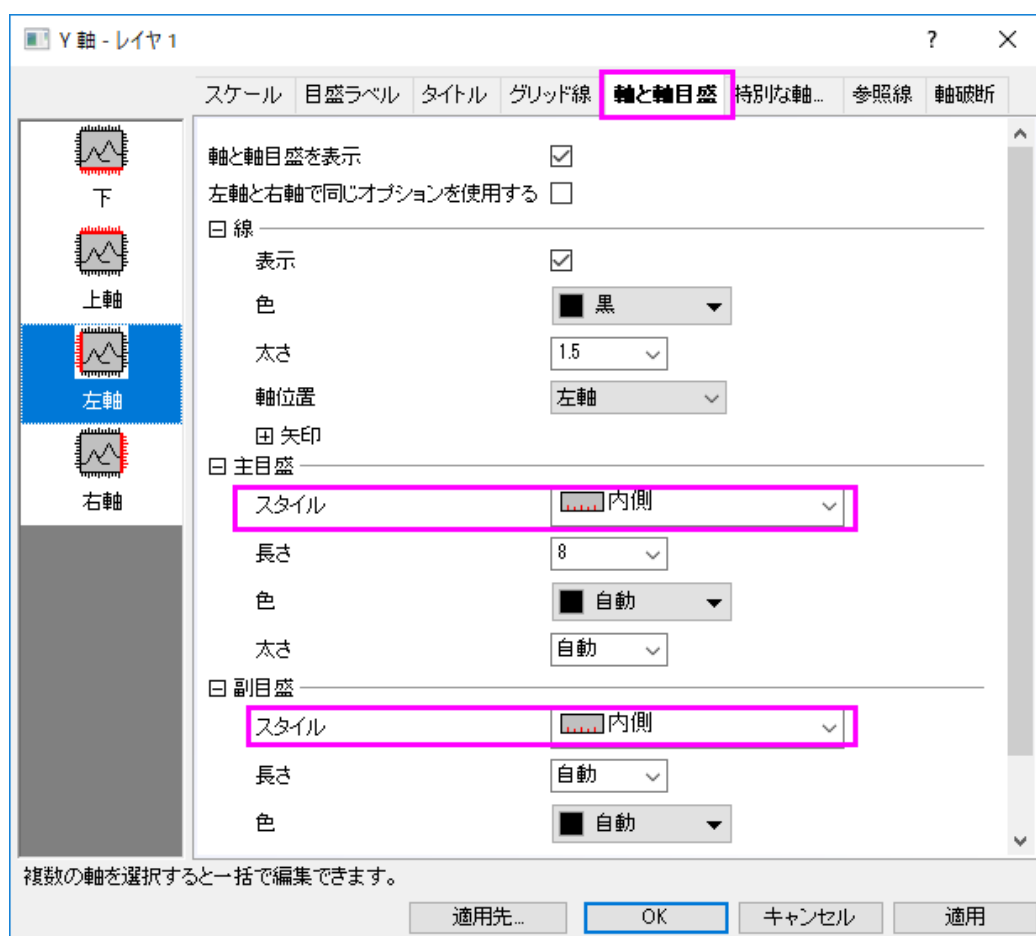 Y 軸 - レイヤ 1
スケール 目盛ラベル タイトル グリッド線 軸と軸目盛 特別な軸... 参照線 軸破断
下
上軸
左軸
右軸
軸と軸目盛を表示
左軸と右軸で同じオプションを使用する
線
表示
色 黒
太さ 1.5
軸位置 左軸
矢印
主目盛
スタイル 内側
長さ 8
色 自動
太さ 自動
副目盛
スタイル 内側
長さ 自動
色 自動
複数の軸を選択すると一括で編集できます。
適用先... OK キャンセル 適用